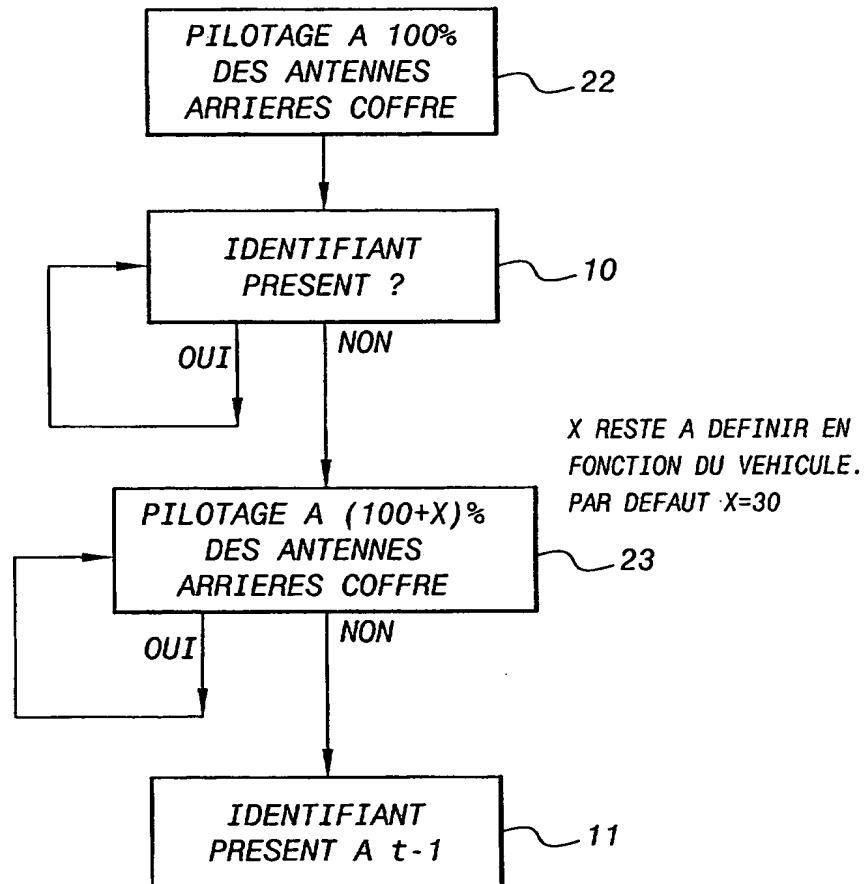 PILOTAGE A 100%
DES ANTENNES
ARRIERES COFFRE
22
IDENTIFIANT
PRESENT ?
10
OUI
NON
X RESTE A DEFINIR EN
FONCTION DU VEHICULE.
PAR DEFAUT X=30
PILOTAGE A (100+X)%
DES ANTENNES
ARRIERES COFFRE
23
OUI
NON
IDENTIFIANT
PRESENT A t-1
11